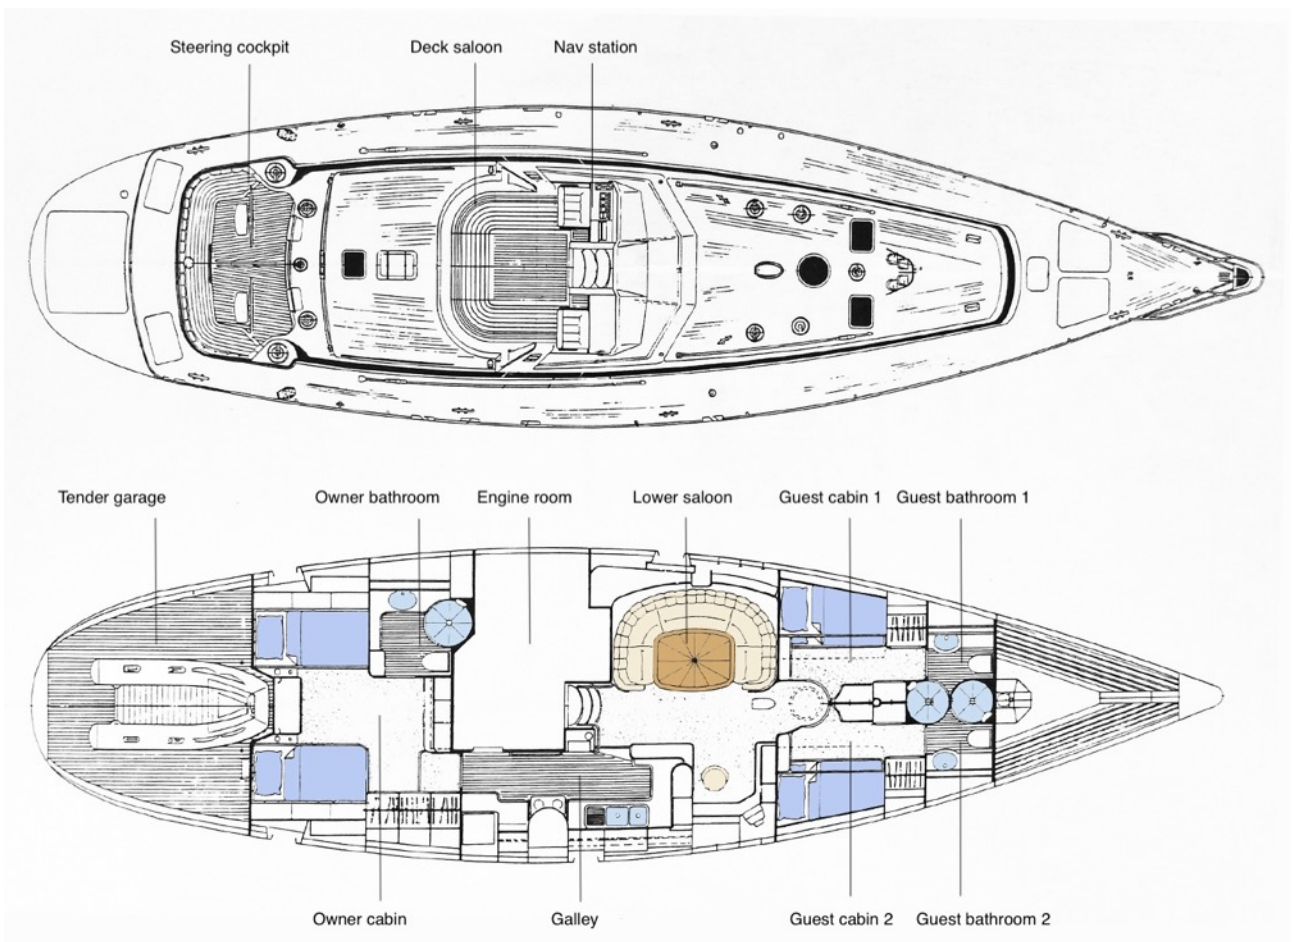 Steering cockpit
Deck saloon
Nav station
Tender garage
Owner bathroom
Engine room
Lower saloon
Guest cabin 1
Guest bathroom 1
Owner cabin
Galley
Guest cabin 2
Guest bathroom 2